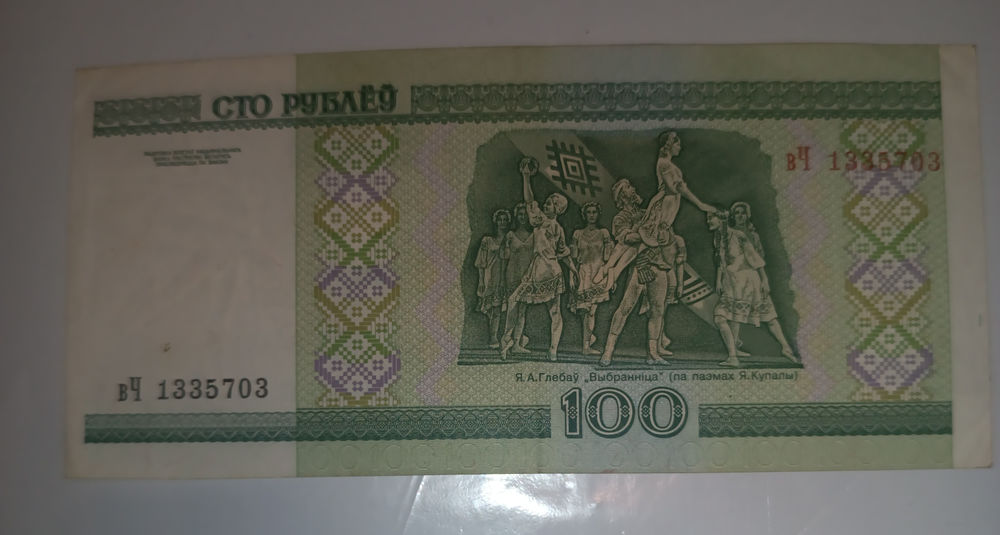 СТО РУБЛЁЎ
вЧ 1335703
Я.А.Глебаў „Выбранніца" (па паэмах Я.Купалы)
вЧ 1335703
100